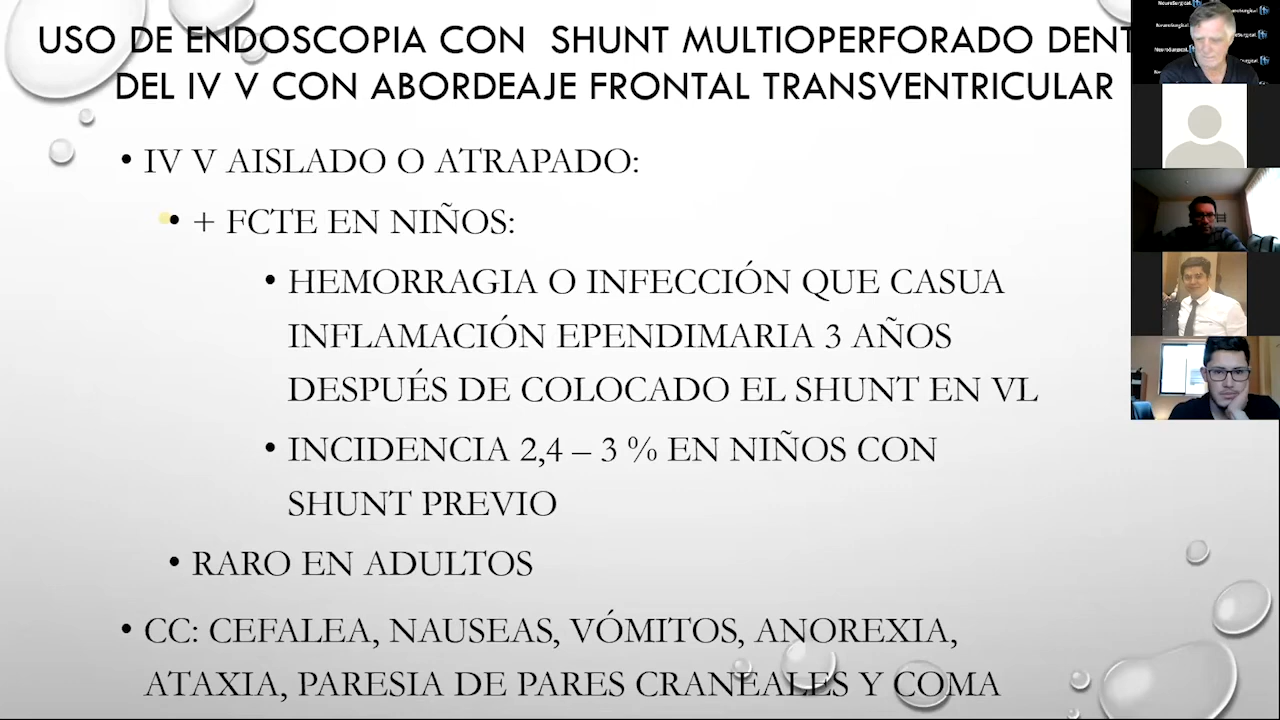 USO DE ENDOSCOPIA CON SHUNT MULTIOPERFORADO DENT
DEL IV V CON ABORDEAJE FRONTAL TRANSVENTRICULAR
• IV V AISLADO O ATRAPADO:
• + FCTE EN NIÑOS:
• HEMORRAGIA O INFECCIÓN QUE CASUA
INFLAMACIÓN EPENDIMARIA 3 AÑOS
DESPUÉS DE COLOCADO EL SHUNT EN VL
• INCIDENCIA 2,4 – 3 % EN NIÑOS CON
SHUNT PREVIO
• RARO EN ADULTOS
• CC: CEFALEA, NAUSEAS, VÓMITOS, ANOREXIA,
ATAXIA, PARESIA DE PARES CRANEALES Y COMA